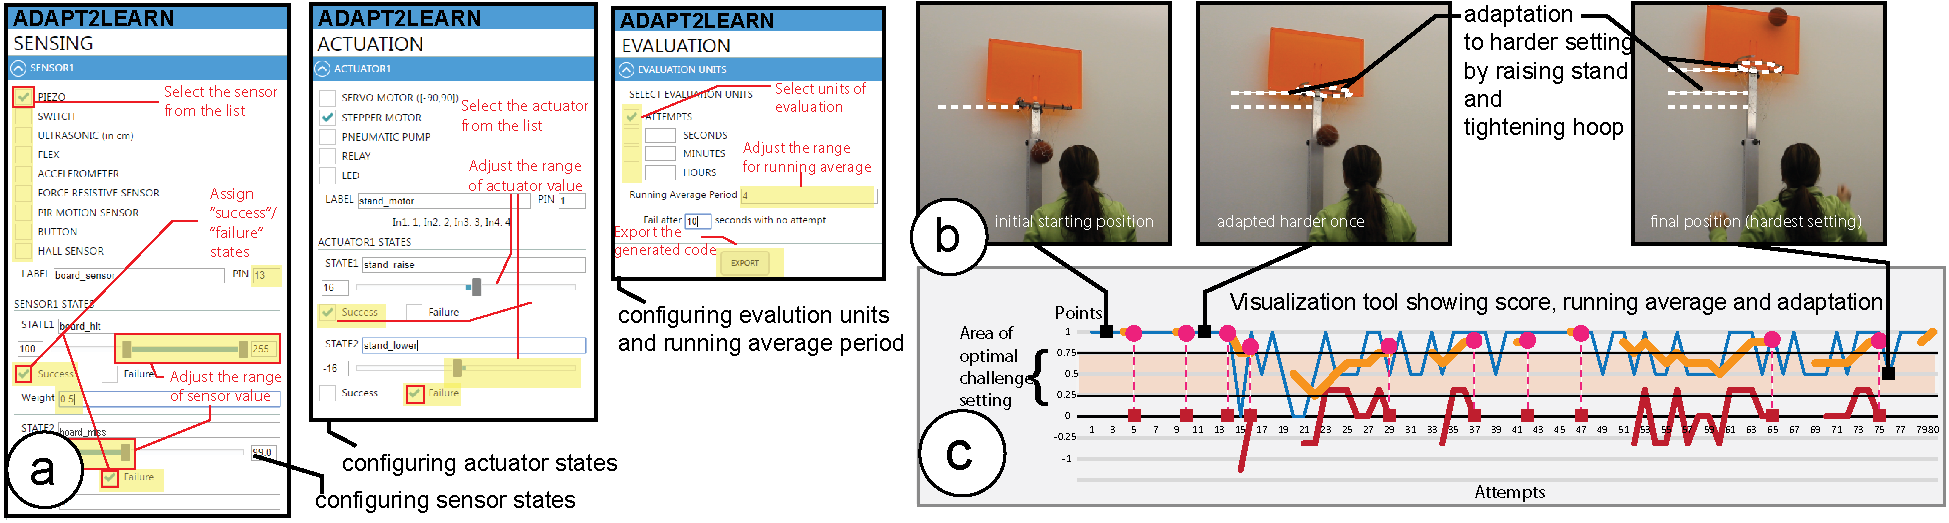 ADAPT2LEARN
SENSING
SENSOR1
PIEZO
SWITCH
ULTRASONIC (in cm)
FLEX
ACCELEROMETER
FORCE RESISTIVE SENSOR
PIR MOTION SENSOR
BUTTON
HALL SENSOR
LABEL board_sensor PIN 13
SENSOR1 STATES
STATE1 board_hit
100 255
Success Failure
Weight 0.5
STATE2 board_miss
99.0
Failure
Select the sensor
from the list
Assign
"success"/
"failure"
states
Adjust the range
of sensor value
a
configuring sensor states
ADAPT2LEARN
ACTUATION
ACTUATOR1
SERVO MOTOR ([-90,90])
STEPPER MOTOR
PNEUMATIC PUMP
RELAY
LED
LABEL stand_motor PIN 1
In1: 1, In2: 2, In3: 3, In4: 4
ACTUATOR1 STATES
STATE1 stand_raise
16
Success Failure
STATE2 stand_lower
-16
Success Failure
Select the actuator
from the list
Adjust the range
of actuator value
configuring actuator states
ADAPT2LEARN
EVALUATION
EVALUATION UNITS
SELECT EVALUATION UNITS
ATTEMPTS
SECONDS
MINUTES
HOURS
Running Average Period 4
Fail after 10 seconds with no attempt
EXPORT
Select units of
evaluation
Adjust the range
for running average
Export the
generated code
configuring evalution units
and running average period
b
initial starting position
adapted harder once
final position (hardest setting)
adaptation
to harder setting
by raising stand
and
tightening hoop
c
Visualization tool showing score, running average and adaptation
Points
Area of
optimal
challenge
setting
1
0.75
0.5
0.25
0
-0.25
-1
1 3 5 7 9 11 13 15 17 19 21 23 25 27 29 31 33 35 37 39 41 43 45 47 49 51 53 55 57 59 61 63 65 67 69 71 73 75 77 79 80
Attempts